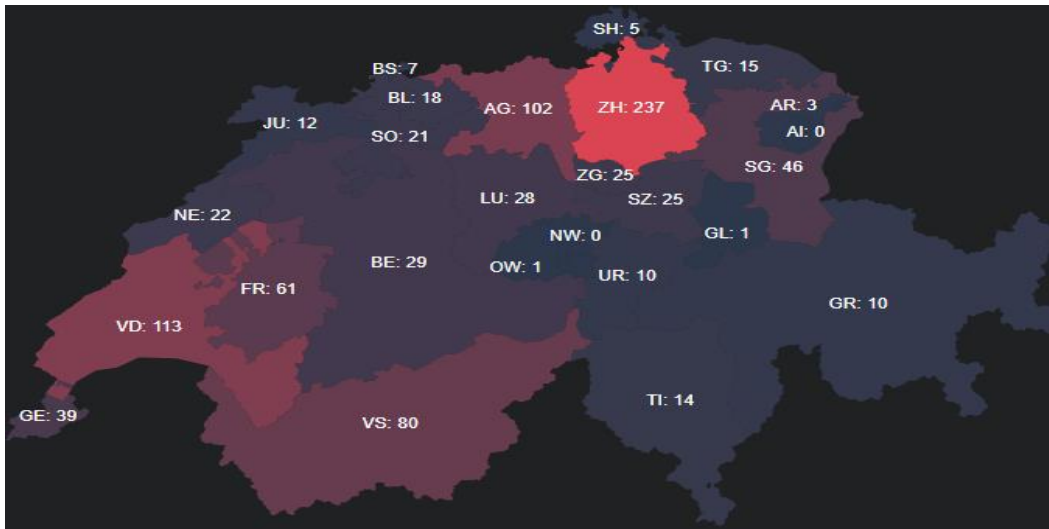 SH: 5
BS: 7
TG: 15
BL: 18
AG: 102
ZH: 237
AR: 3
JU: 12
AI: 0
SO: 21
SG: 46
ZG: 25
LU: 28
SZ: 25
NE: 22
NW: 0
GL: 1
BE: 29
OW: 1
UR: 10
FR: 61
GR: 10
VD: 113
TI: 14
GE: 39
VS: 80